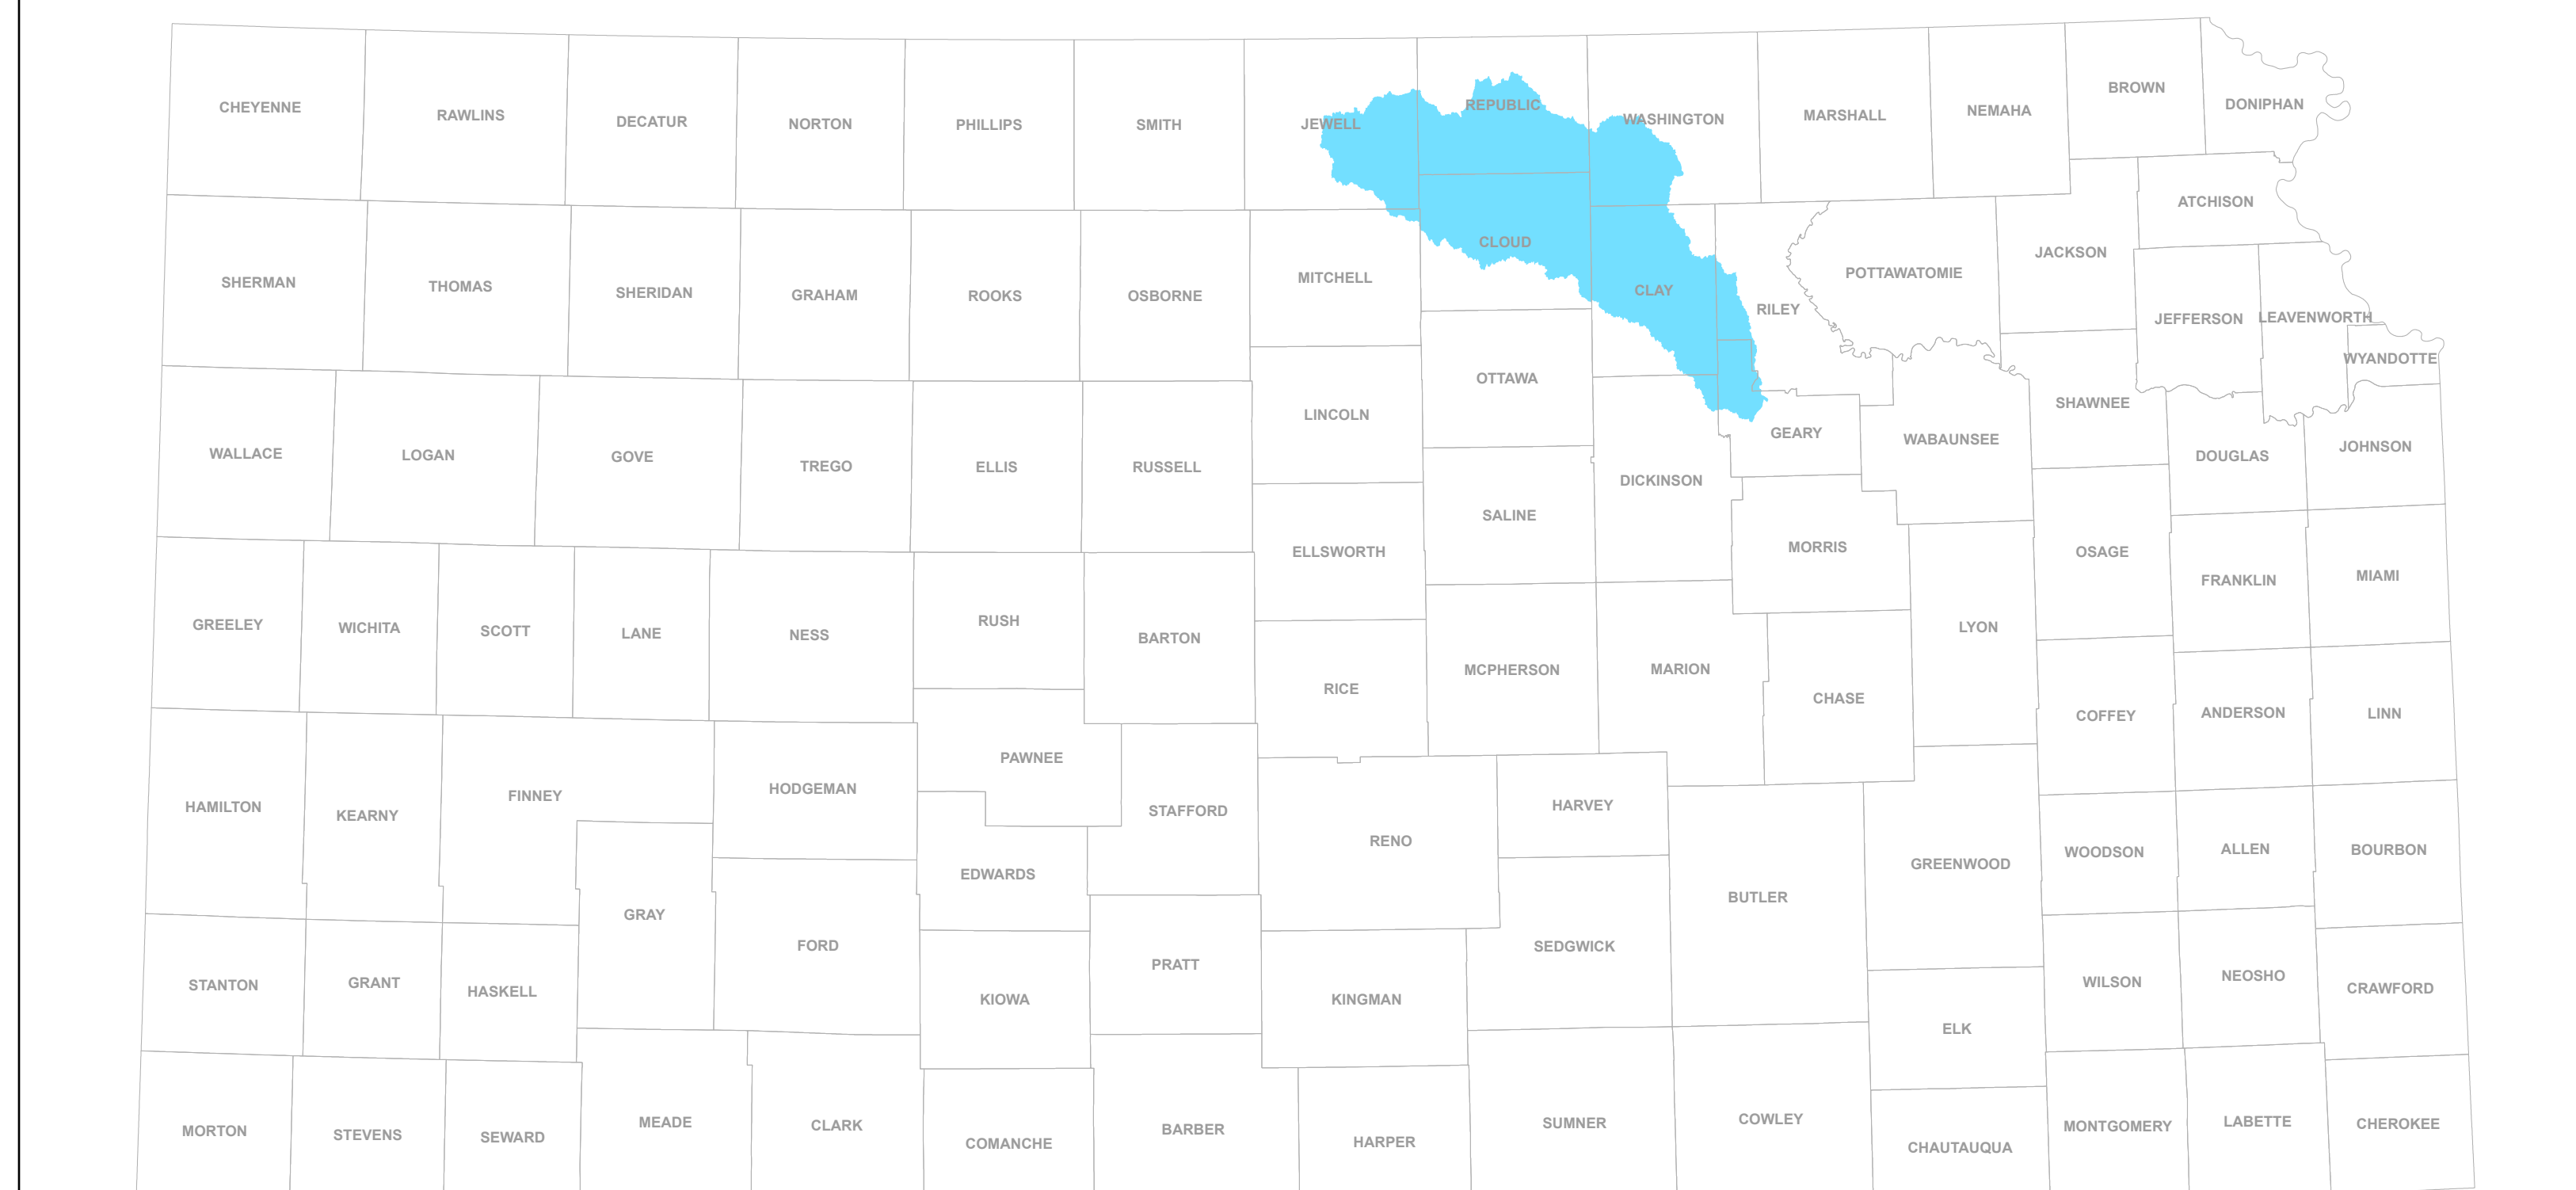 CHEYENNE
RAWLINS
DECATUR
NORTON
PHILLIPS
SMITH
JEWELL
REPUBLIC
WASHINGTON
MARSHALL
NEMAHA
BROWN
DONIPHAN
ATCHISON
SHERMAN
THOMAS
SHERIDAN
GRAHAM
ROOKS
OSBORNE
MITCHELL
CLOUD
CLAY
RILEY
POTTAWATOMIE
JACKSON
JEFFERSON
LEAVENWORTH
WYANDOTTE
WALLACE
LOGAN
GOVE
TREGO
ELLIS
RUSSELL
LINCOLN
OTTAWA
DICKINSON
GEARY
WABAUNSEE
SHAWNEE
DOUGLAS
JOHNSON
GREELEY
WICHITA
SCOTT
LANE
NESS
RUSH
BARTON
ELLSWORTH
SALINE
MORRIS
LYON
OSAGE
FRANKLIN
MIAMI
HAMILTON
KEARNY
FINNEY
HODGEMAN
PAWNEE
STAFFORD
RICE
MCPHERSON
MARION
CHASE
COFFEY
ANDERSON
LINN
GRAY
FORD
EDWARDS
RENO
HARVEY
BUTLER
GREENWOOD
WOODSON
ALLEN
BOURBON
STANTON
GRANT
HASKELL
KIOWA
PRATT
KINGMAN
SEDGWICK
ELK
WILSON
NEOSHO
CRAWFORD
MORTON
STEVENS
SEWARD
MEADE
CLARK
COMANCHE
BARBER
HARPER
SUMNER
COWLEY
CHAUTAUQUA
MONTGOMERY
LABETTE
CHEROKEE